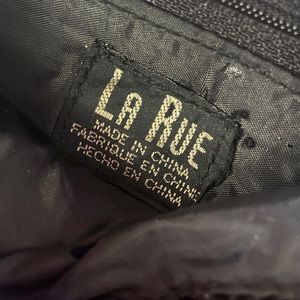 LA RUE
MADE IN CHINA
FABRIQUE EN CHINE
HECHO EN CHINA